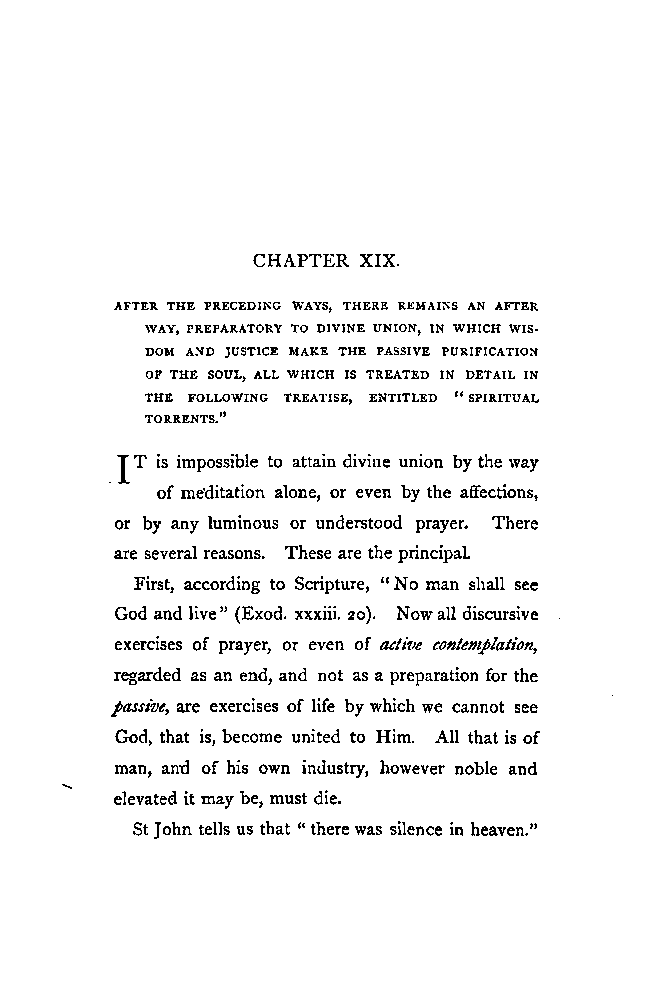 CHAPTER XIX.
AFTER THE PRECEDING WAYS, THERE REMAINS AN AFTER
WAY, PREPARATORY TO DIVINE UNION, IN WHICH WIS-
DOM AND JUSTICE MAKE THE PASSIVE PURIFICATION
OF THE SOUL, ALL WHICH IS TREATED IN DETAIL IN
THE FOLLOWING TREATISE, ENTITLED “SPIRITUAL
TORRENTS.”
IT is impossible to attain divine union by the way
of meditation alone, or even by the affections,
or by any luminous or understood prayer. There
are several reasons. These are the principal.
First, according to Scripture, “No man shall see
God and live” (Exod. xxxiii. 20). Now all discursive
exercises of prayer, or even of active contemplation,
regarded as an end, and not as a preparation for the
passive, are exercises of life by which we cannot see
God, that is, become united to Him. All that is of
man, and of his own industry, however noble and
elevated it may be, must die.
St John tells us that “there was silence in heaven.”